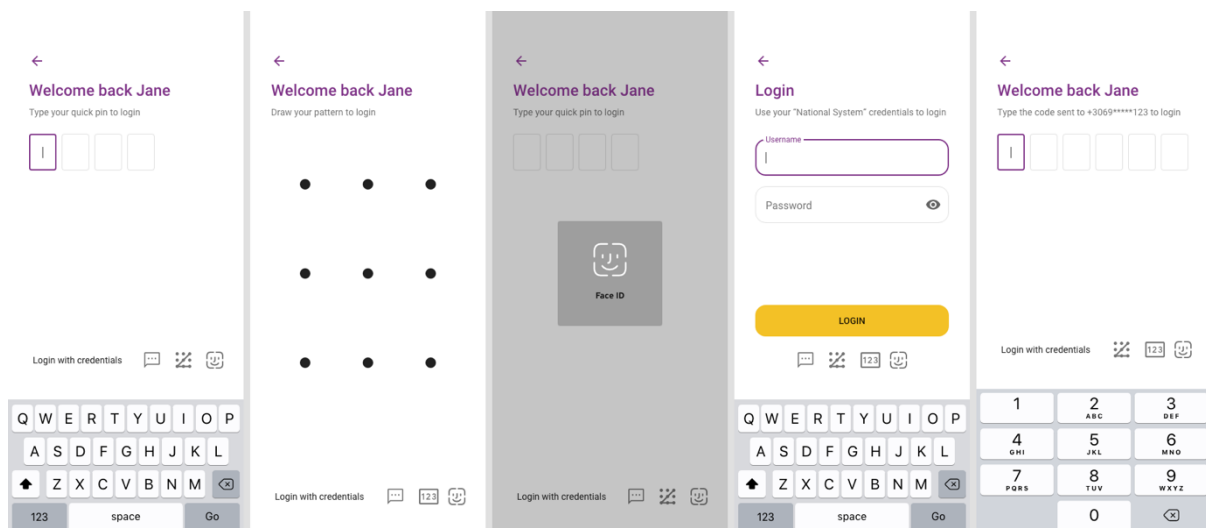 Welcome back Jane
Type your quick pin to login
Login with credentials
Q W E R T Y U I O P
A S D F G H J K L
Z X C V B N M
123 space Go
Welcome back Jane
Draw your pattern to login
Login with credentials
123
Welcome back Jane
Type your quick pin to login
Face ID
Login with credentials
Login
Use your "National System" credentials to login
Username
Password
LOGIN
123
Q W E R T Y U I O P
A S D F G H J K L
Z X C V B N M
123 space Go
Welcome back Jane
Type the code sent to +3069*****123 to login
Login with credentials 123
1 2 3
ABC DEF
4 5 6
GHI JKL MNO
7 8 9
PQRS TUV WXYZ
0